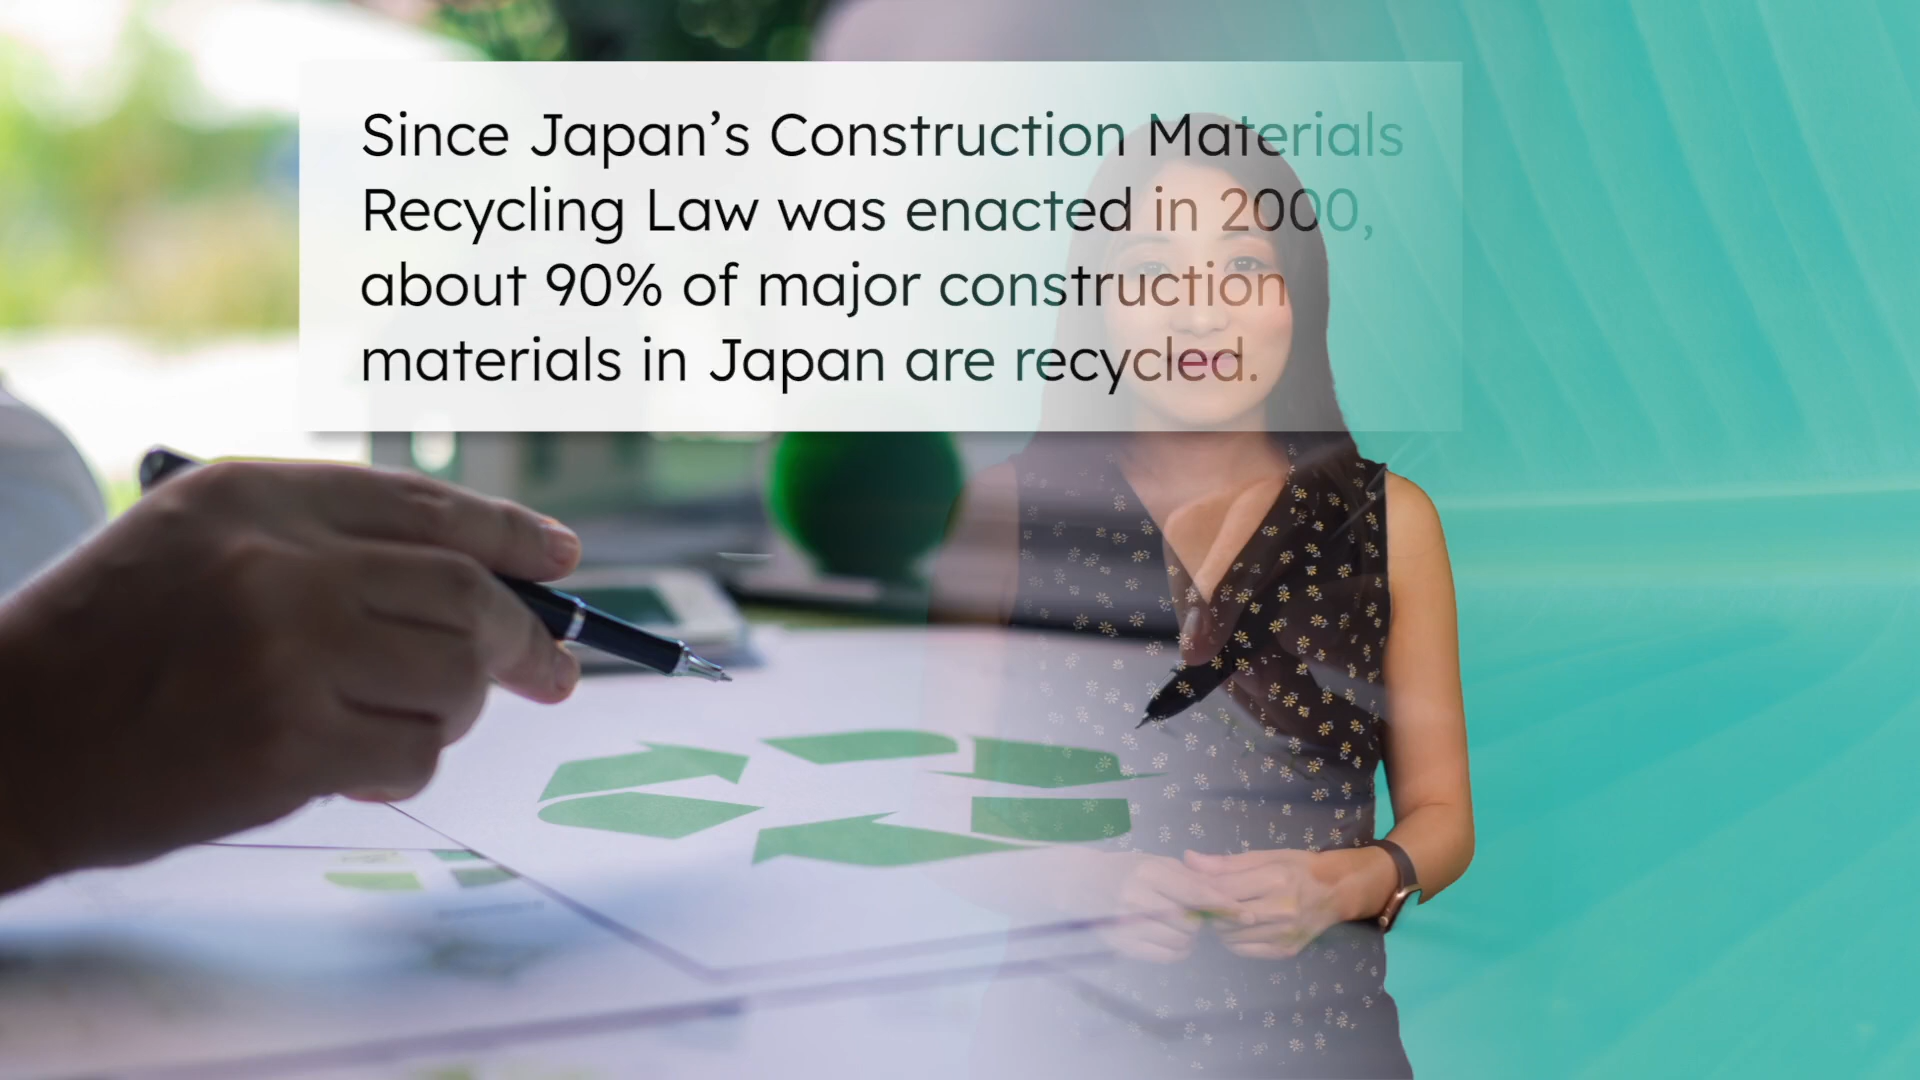 Since Japan’s Construction Materials
Recycling Law was enacted in 2000,
about 90% of major construction
materials in Japan are recycled.